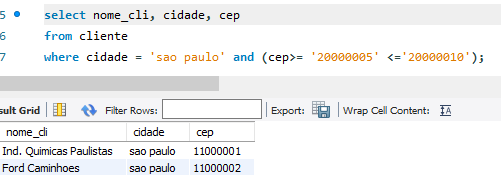 5 select nome_cli, cidade, cep
6 from cliente
7 where cidade = 'sao paulo' and (cep>= '20000005' <='20000010');
sult Grid Filter Rows: Export: Wrap Cell Content: IA
nome_cli cidade cep
Ind. Quimicas Paulistas sao paulo 11000001
Ford Caminhoes sao paulo 11000002